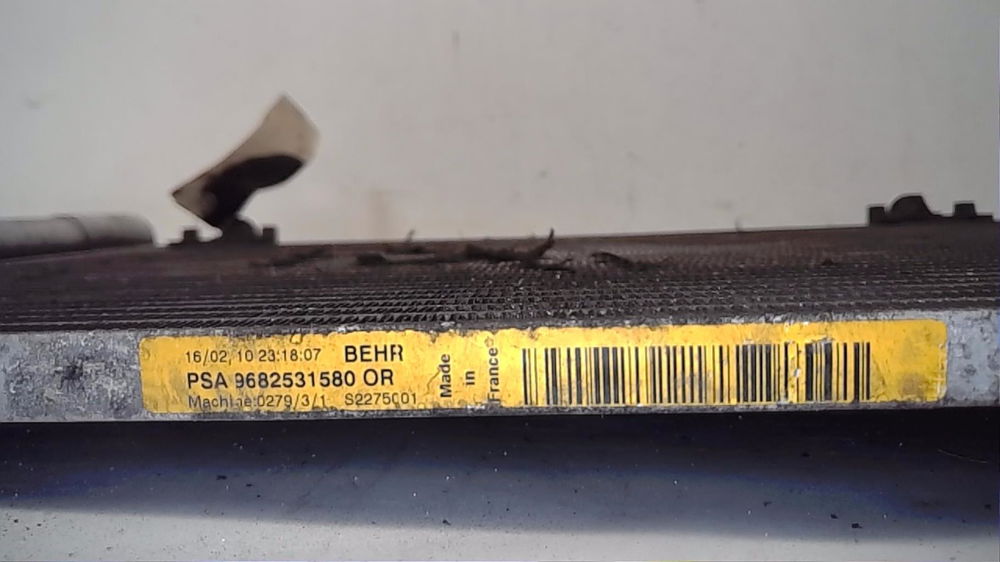 16/02/10 23:18:07 BEHR
PSA 9682531580 OR
Machine:0279/3/1 S2275001
Made
in
France